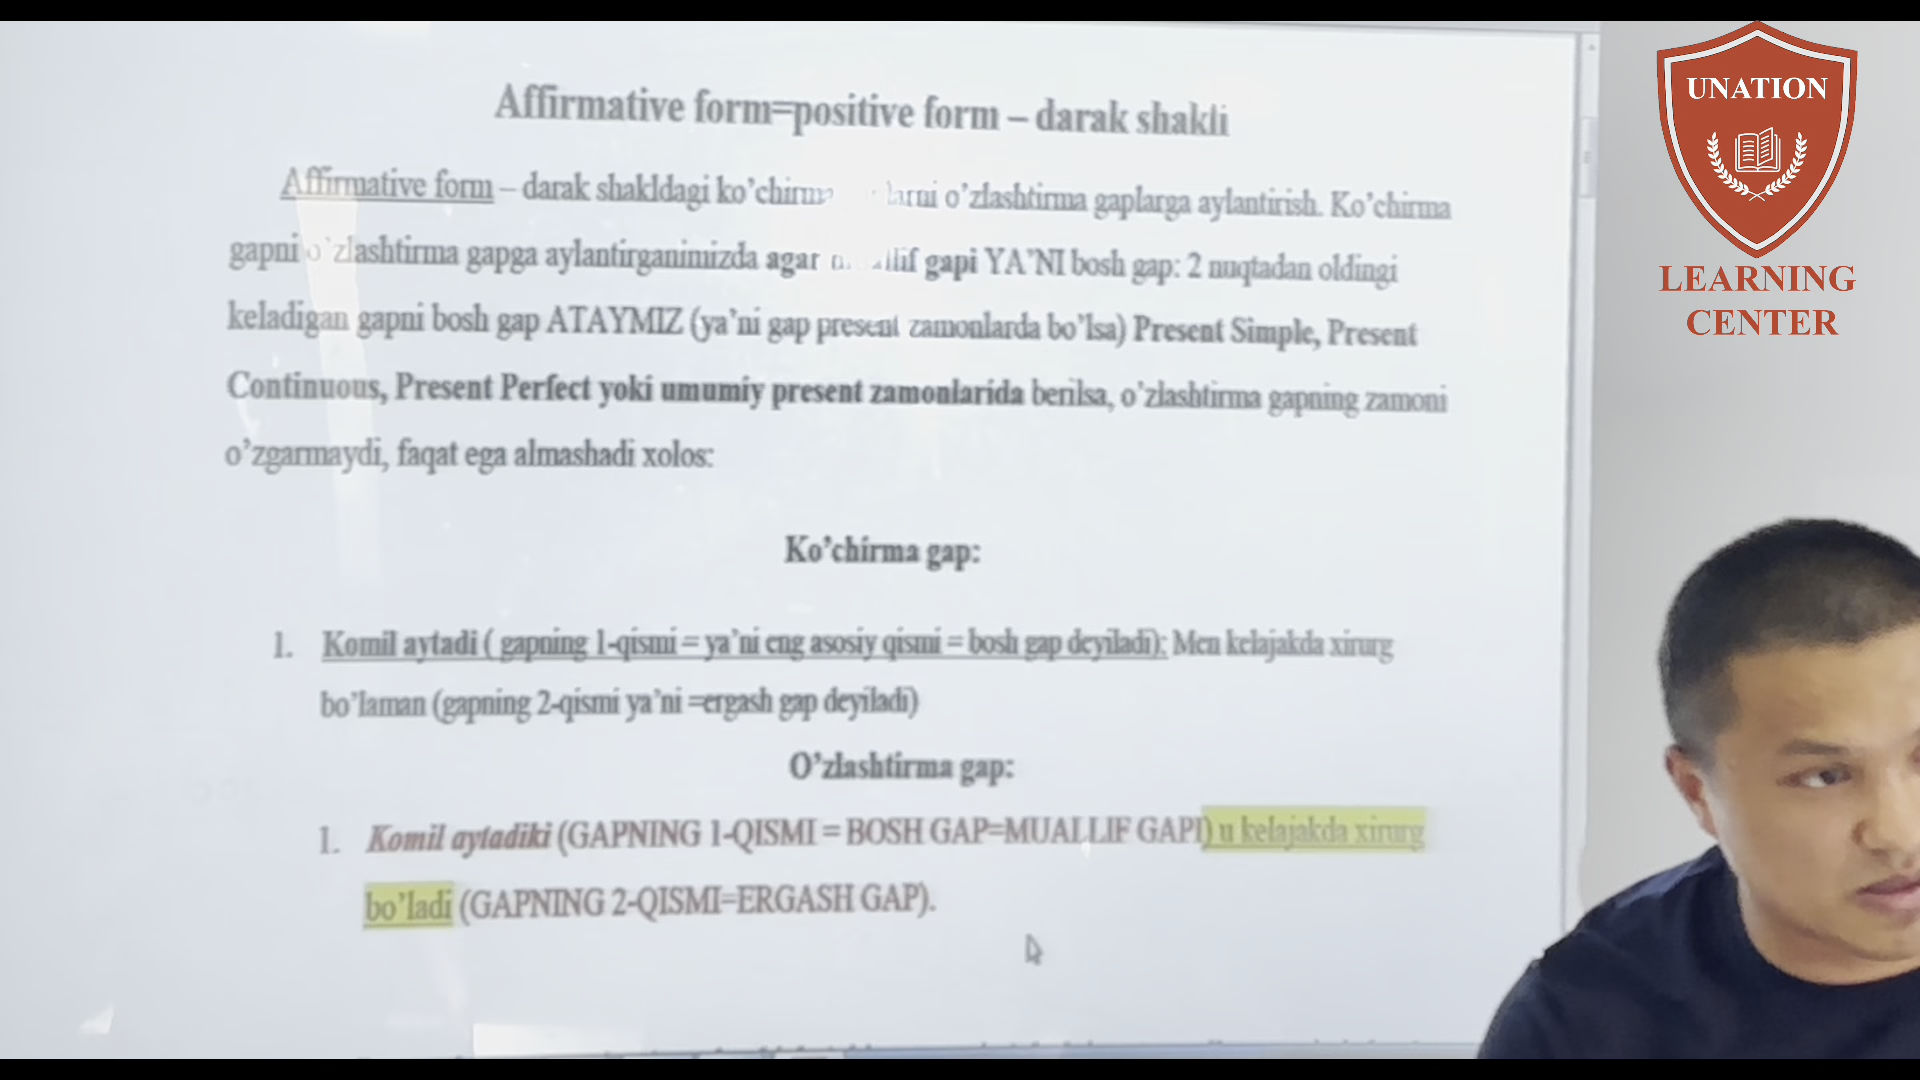 Affirmative form=positive form – darak shakli
Affirmative form – darak shakldagi ko’chirma larni o’zlashtirma gaplarga aylantirish. Ko’chirma
gapni o’zlashtirma gapga aylantirganimizda agar gapi YA’NI bosh gap: 2 nuqtadan oldingi
keladigan gapni bosh gap ATAYMIZ (ya’ni gap present zamonlarda bo’lsa) Present Simple, Present
Continuous, Present Perfect yoki umumiy present zamonlarida berilsa, o’zlashtirma gapning zamoni
o’zgarmaydi, faqat ega almashadi xolos:
Ko’chirma gap:
1. Komil aytadi ( gapning 1-qismi = ya’ni eng asosiy qismi = bosh gap deyiladi): Men kelajakda xirurg
bo’laman (gapning 2-qismi ya’ni =ergash gap deyiladi)
O’zlashtirma gap:
1. Komil aytadiki (GAPNING 1-QISMI = BOSH GAP=MUALLIF GAPI) u kelajakda xirurg
bo’ladi (GAPNING 2-QISMI=ERGASH GAP).
UNATION
LEARNING
CENTER